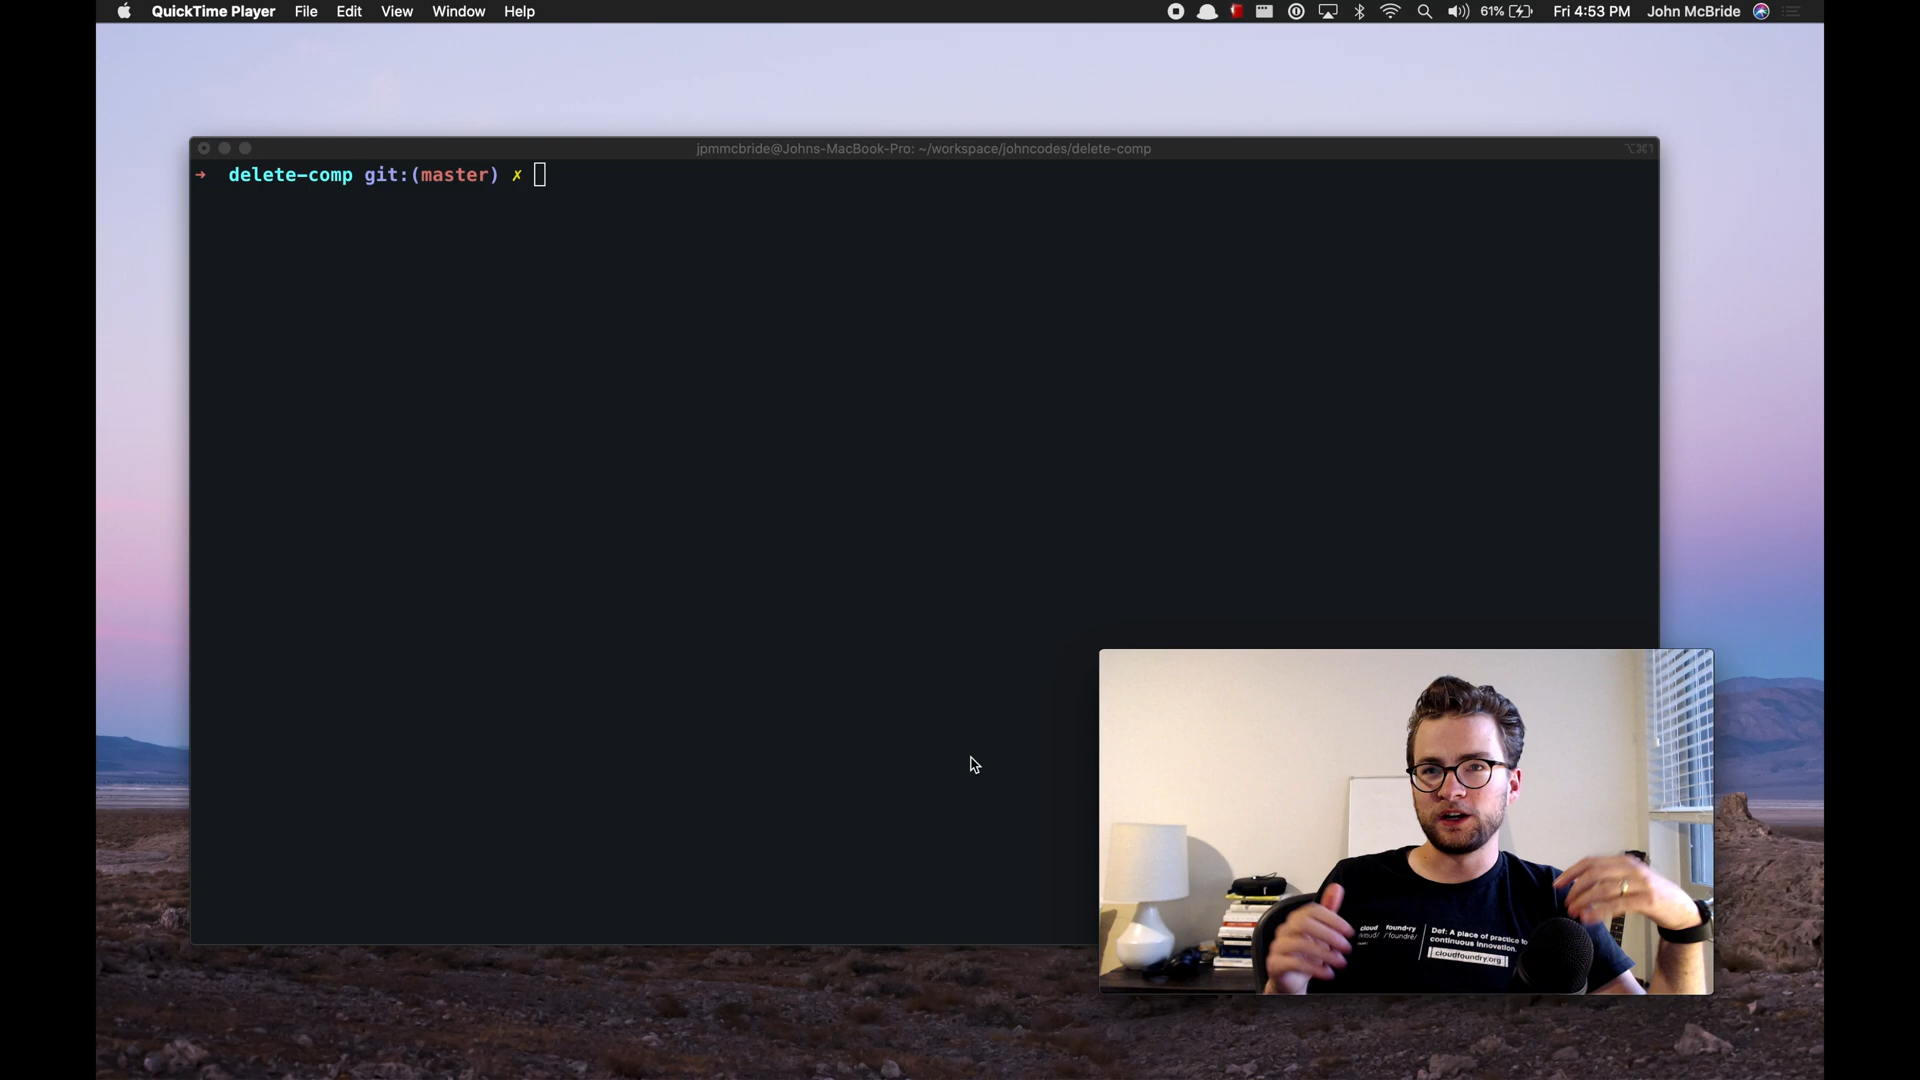 QuickTime Player File Edit View Window Help 61% Fri 4:53 PM John McBride
jpmmcbride@Johns-MacBook-Pro: ~/workspace/johncodes/delete-comp ⌥⌘1
➜ delete-comp git:(master) ✗
cloud found·ry
/'foundrē/
Def: A place of practice to
continuous innovation.
cloudfoundry.org